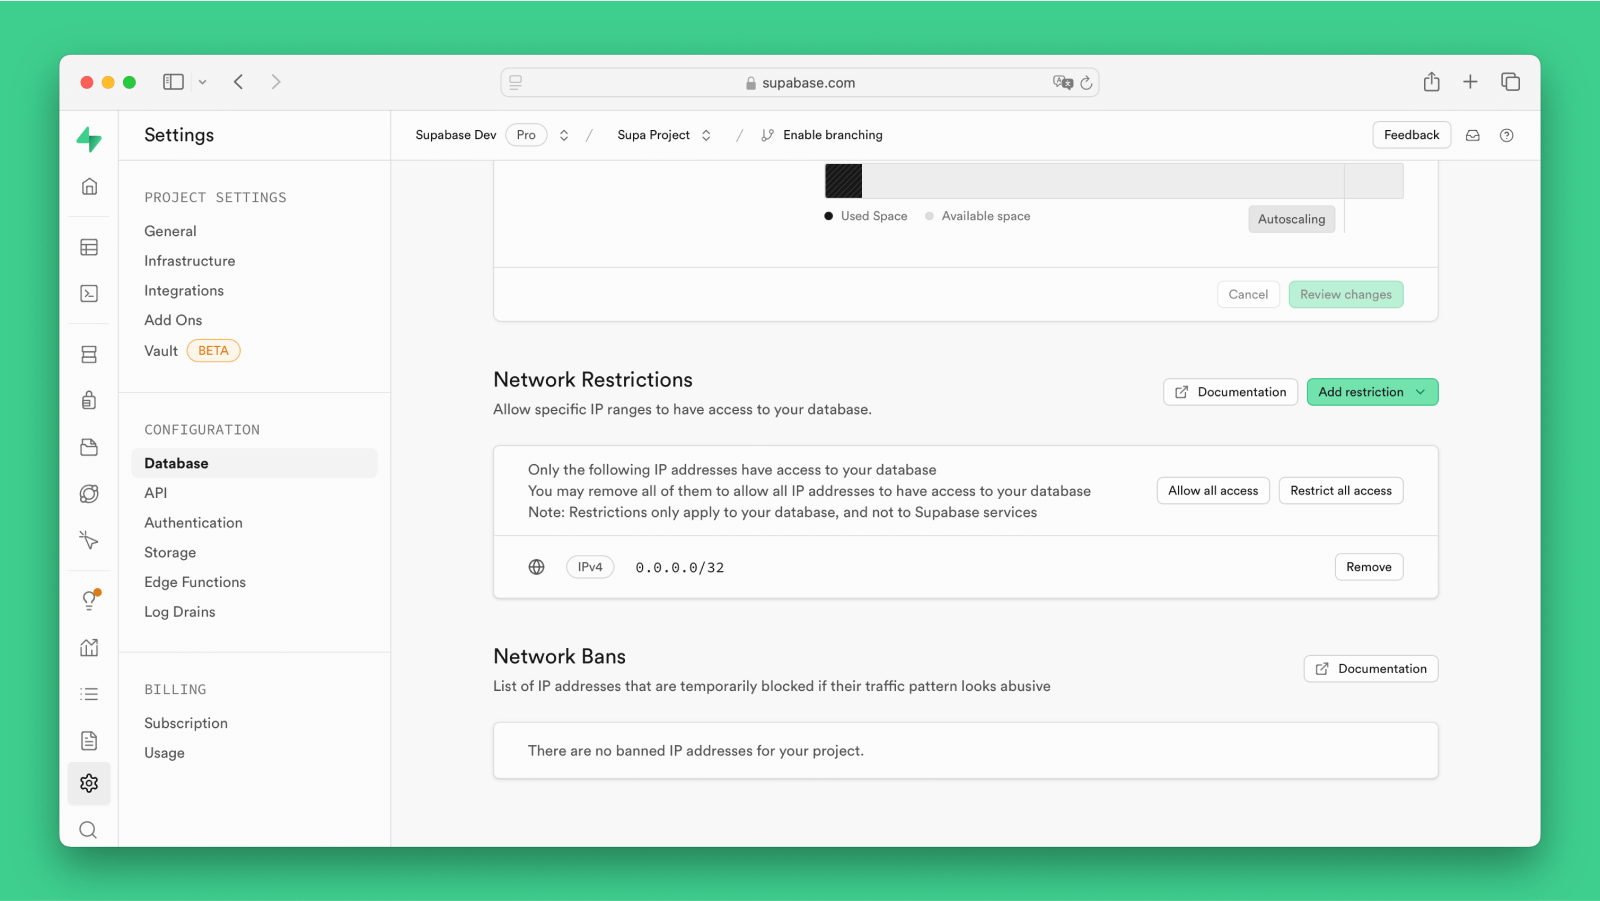 supabase.com
Settings
Supabase Dev Pro / Supa Project / Enable branching
Feedback
PROJECT SETTINGS
General
Infrastructure
Integrations
Add Ons
Vault BETA
CONFIGURATION
Database
API
Authentication
Storage
Edge Functions
Log Drains
BILLING
Subscription
Usage
Used Space Available space
Autoscaling
Cancel Review changes
Network Restrictions
Allow specific IP ranges to have access to your database.
Documentation Add restriction
Only the following IP addresses have access to your database
You may remove all of them to allow all IP addresses to have access to your database
Note: Restrictions only apply to your database, and not to Supabase services
Allow all access Restrict all access
IPv4 0.0.0.0/32 Remove
Network Bans
List of IP addresses that are temporarily blocked if their traffic pattern looks abusive
Documentation
There are no banned IP addresses for your project.